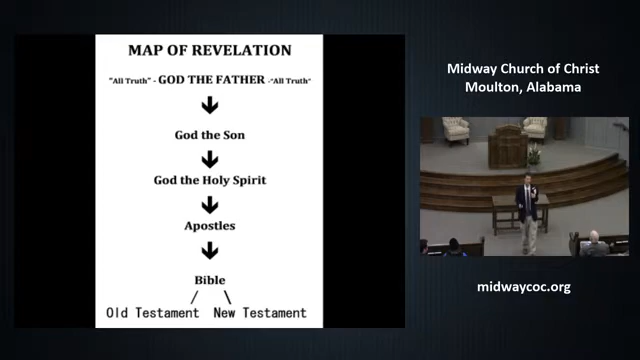 MAP OF REVELATION
"All Truth" - GOD THE FATHER -"All Truth"
God the Son
God the Holy Spirit
Apostles
Bible
Old Testament New Testament
Midway Church of Christ
Moulton, Alabama
midwaycoc.org